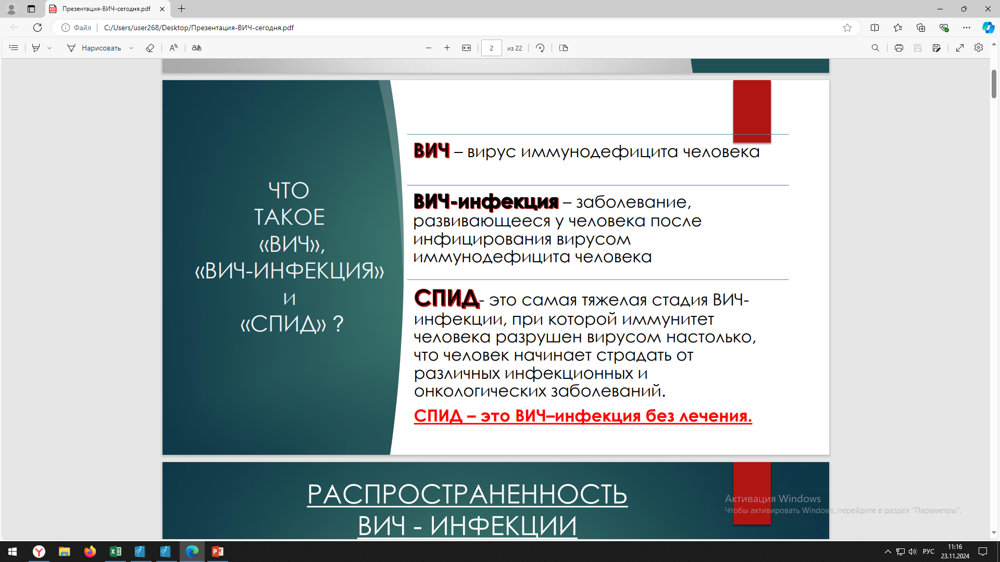 Презентация-ВИЧ-сегодня.pdf
Файл
C:/Users/user268/Desktop/Презентация-ВИЧ-сегодня.pdf
Нарисовать
2
из 22
ЧТО
ТАКОЕ
«ВИЧ»,
«ВИЧ-ИНФЕКЦИЯ»
и
«СПИД» ?
ВИЧ – вирус иммунодефицита человека
ВИЧ-инфекция – заболевание,
развивающееся у человека после
инфицирования вирусом
иммунодефицита человека
СПИД- это самая тяжелая стадия ВИЧ-
инфекции, при которой иммунитет
человека разрушен вирусом настолько,
что человек начинает страдать от
различных инфекционных и
онкологических заболеваний.
СПИД – это ВИЧ–инфекция без лечения.
РАСПРОСТРАНЕННОСТЬ
ВИЧ - ИНФЕКЦИИ
Активация Windows
Чтобы активировать Windows, перейдите в раздел "Параметры".
РУС
11:16
23.11.2024